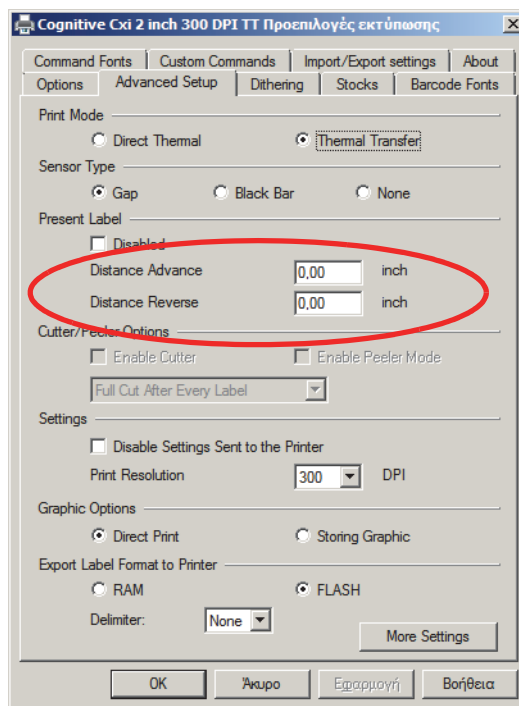 Cognitive Cxi 2 inch 300 DPI TT Προεπιλογές εκτύπωσης
Command Fonts Custom Commands Import/Export settings About
Options Advanced Setup Dithering Stocks Barcode Fonts
Print Mode
Direct Thermal Thermal Transfer
Sensor Type
Gap Black Bar None
Present Label
Disabled
Distance Advance 0,00 inch
Distance Reverse 0,00 inch
Cutter/Peeler Options
Enable Cutter Enable Peeler Mode
Full Cut After Every Label
Settings
Disable Settings Sent to the Printer
Print Resolution 300 DPI
Graphic Options
Direct Print Storing Graphic
Export Label Format to Printer
RAM FLASH
Delimiter: None
More Settings
OK Άκυρο Εφαρμογή Βοήθεια